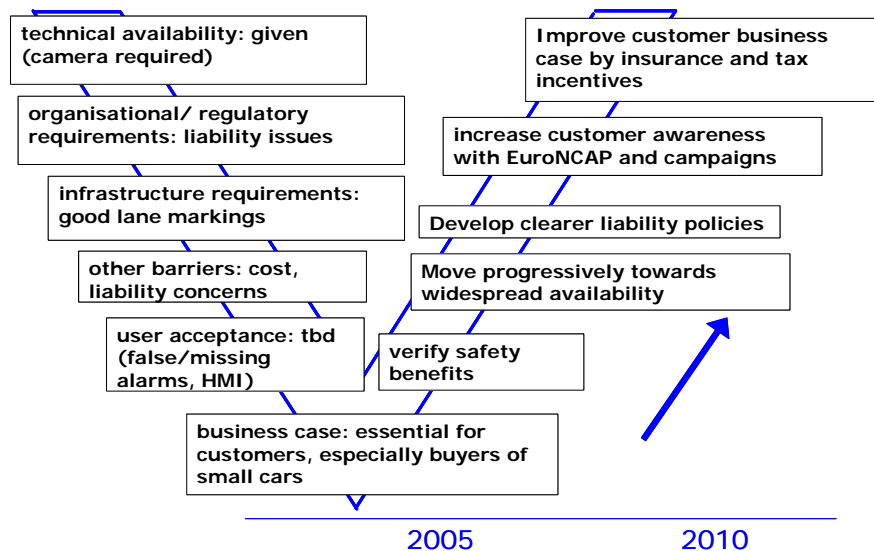 technical availability: given
(camera required)
organisational/ regulatory
requirements: liability issues
infrastructure requirements:
good lane markings
other barriers: cost,
liability concerns
user acceptance: tbd
(false/missing
alarms, HMI)
business case: essential for
customers, especially buyers of
small cars
Improve customer business
case by insurance and tax
incentives
increase customer awareness
with EuroNCAP and campaigns
Develop clearer liability policies
Move progressively towards
widespread availability
verify safety
benefits
2005
2010